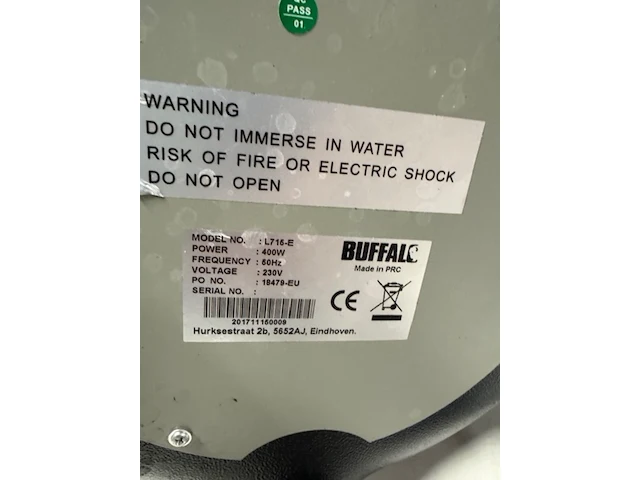 QC
PASS
01
WARNING
DO NOT IMMERSE IN WATER
RISK OF FIRE OR ELECTRIC SHOCK
DO NOT OPEN
MODEL NO. : L715-E
POWER : 400W
FREQUENCY : 50Hz
VOLTAGE : 230V
PO NO. : 18479-EU
SERIAL NO. :
201711150009
BUFFALO
Made in PRC
CE
Hurksestraat 2b, 5652AJ, Eindhoven.